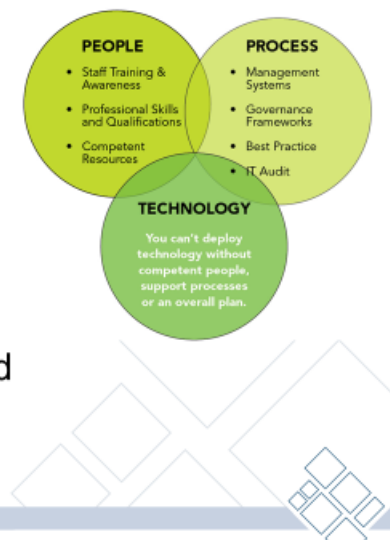 PEOPLE
• Staff Training &
Awareness
• Professional Skills
and Qualifications
• Competent
Resources
PROCESS
• Management
Systems
• Governance
Frameworks
• Best Practice
• IT Audit
TECHNOLOGY
You can't deploy
technology without
competent people,
support processes
or an overall plan.
d